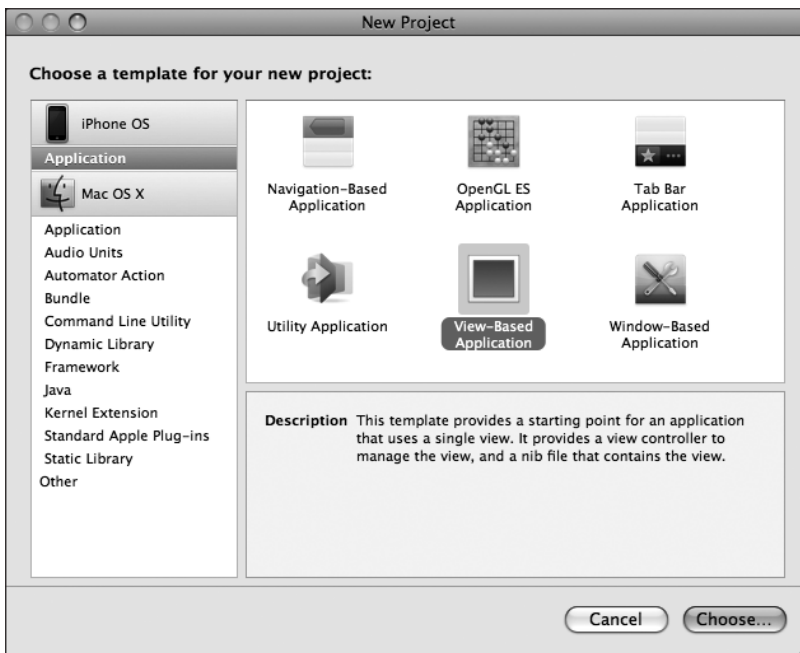 New Project
Choose a template for your new project:
iPhone OS
Application
Mac OS X
Application
Audio Units
Automator Action
Bundle
Command Line Utility
Dynamic Library
Framework
Java
Kernel Extension
Standard Apple Plug-ins
Static Library
Other
Navigation-Based
Application
OpenGL ES
Application
Tab Bar
Application
Utility Application
View-Based
Application
Window-Based
Application
Description This template provides a starting point for an application
that uses a single view. It provides a view controller to
manage the view, and a nib file that contains the view.
Cancel
Choose...